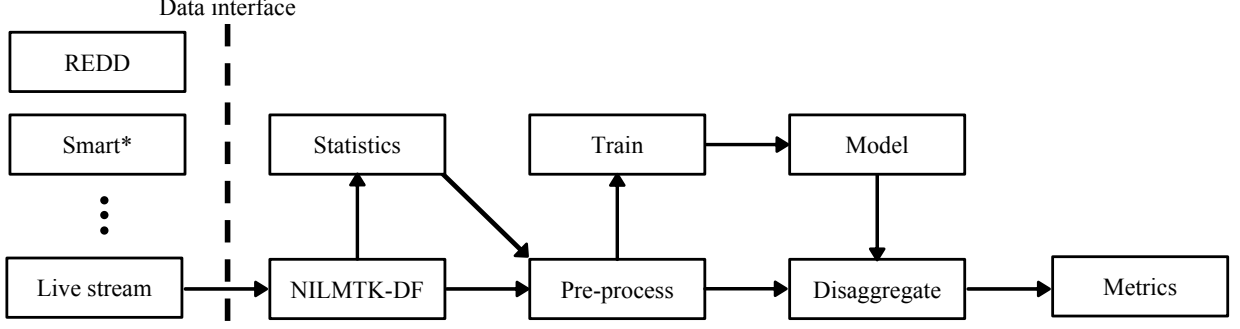 Data interface
REDD
Smart*
Statistics
Train
Model
Live stream
NILMTK-DF
Pre-process
Disaggregate
Metrics